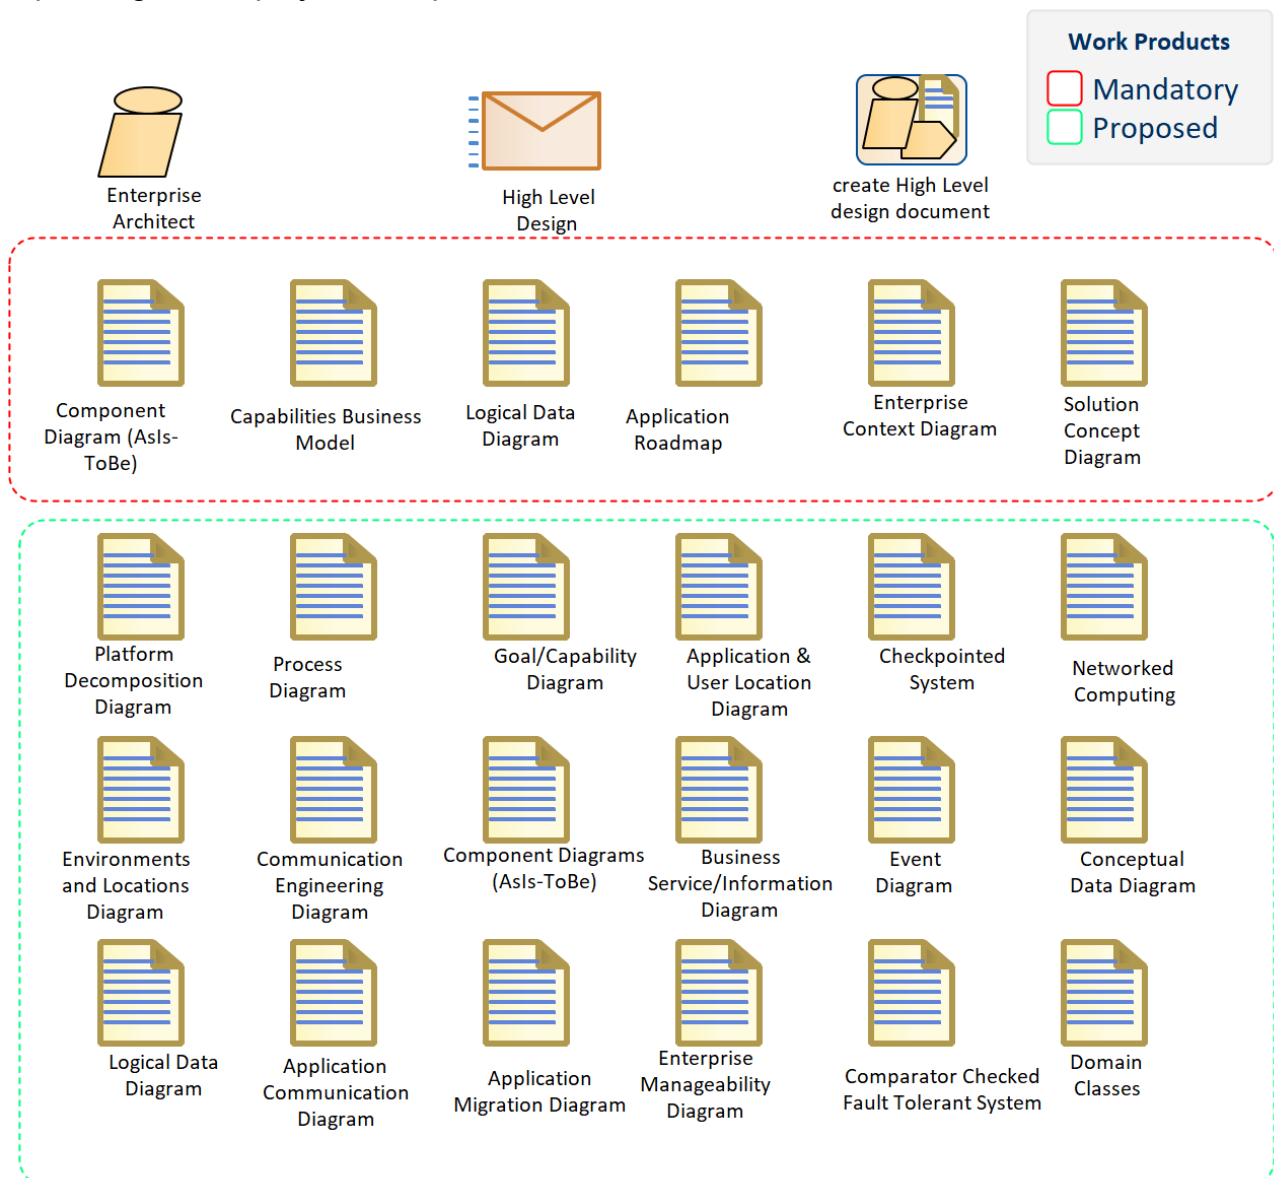 Work Products
Mandatory
Proposed
Enterprise
Architect
High Level
Design
create High Level
design document
Component
Diagram (AsIs-
ToBe)
Capabilities Business
Model
Logical Data
Diagram
Application
Roadmap
Enterprise
Context Diagram
Solution
Concept
Diagram
Platform
Decomposition
Diagram
Process
Diagram
Goal/Capability
Diagram
Application &
User Location
Diagram
Checkpointed
System
Networked
Computing
Environments
and Locations
Diagram
Communication
Engineering
Diagram
Component Diagrams
(AsIs-ToBe)
Business
Service/Information
Diagram
Event
Diagram
Conceptual
Data Diagram
Logical Data
Diagram
Application
Communication
Diagram
Application
Migration Diagram
Enterprise
Manageability
Diagram
Comparator Checked
Fault Tolerant System
Domain
Classes